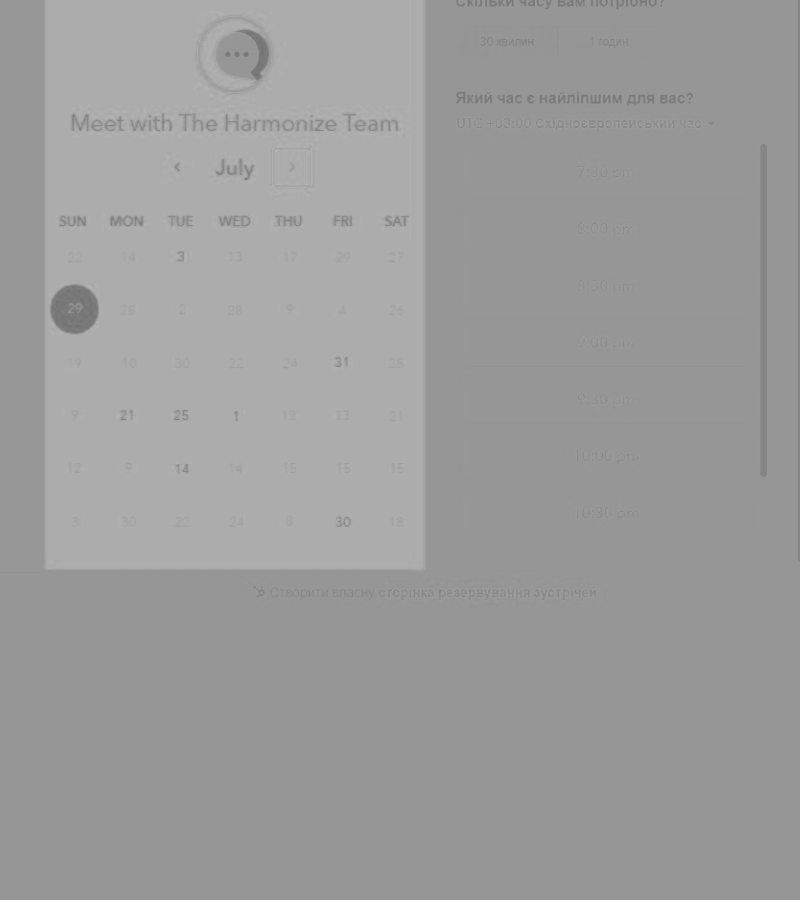 Meet with The Harmonize Team
July
SUN MON TUE WED THU FRI SAT
22 14 3 13 17 29 27
29 25 2 28 9 4 26
19 10 30 22 24 31 28
9 21 25 1 12 13 21
12 9 14 14 15 15 15
3 30 22 24 6 30 18
Скільки часу вам потрібно?
30 хвилин 1 годин
Який час є найліпшим для вас?
UTC +03:00 Східноєвропейський час
7:30 pm
8:00 pm
8:30 pm
9:00 pm
9:30 pm
10:00 pm
10:30 pm
Створити власну сторінка резервування зустрічей